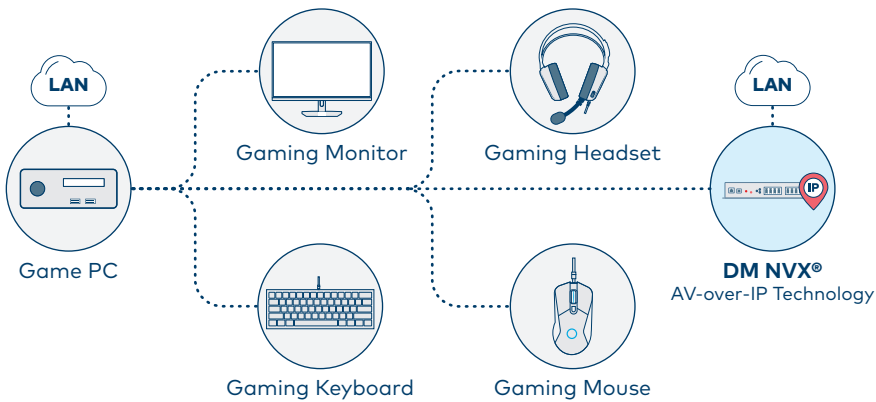 LAN
LAN
IP
Gaming Monitor
Gaming Headset
Game PC
DM NVX®
AV-over-IP Technology
Gaming Keyboard
Gaming Mouse